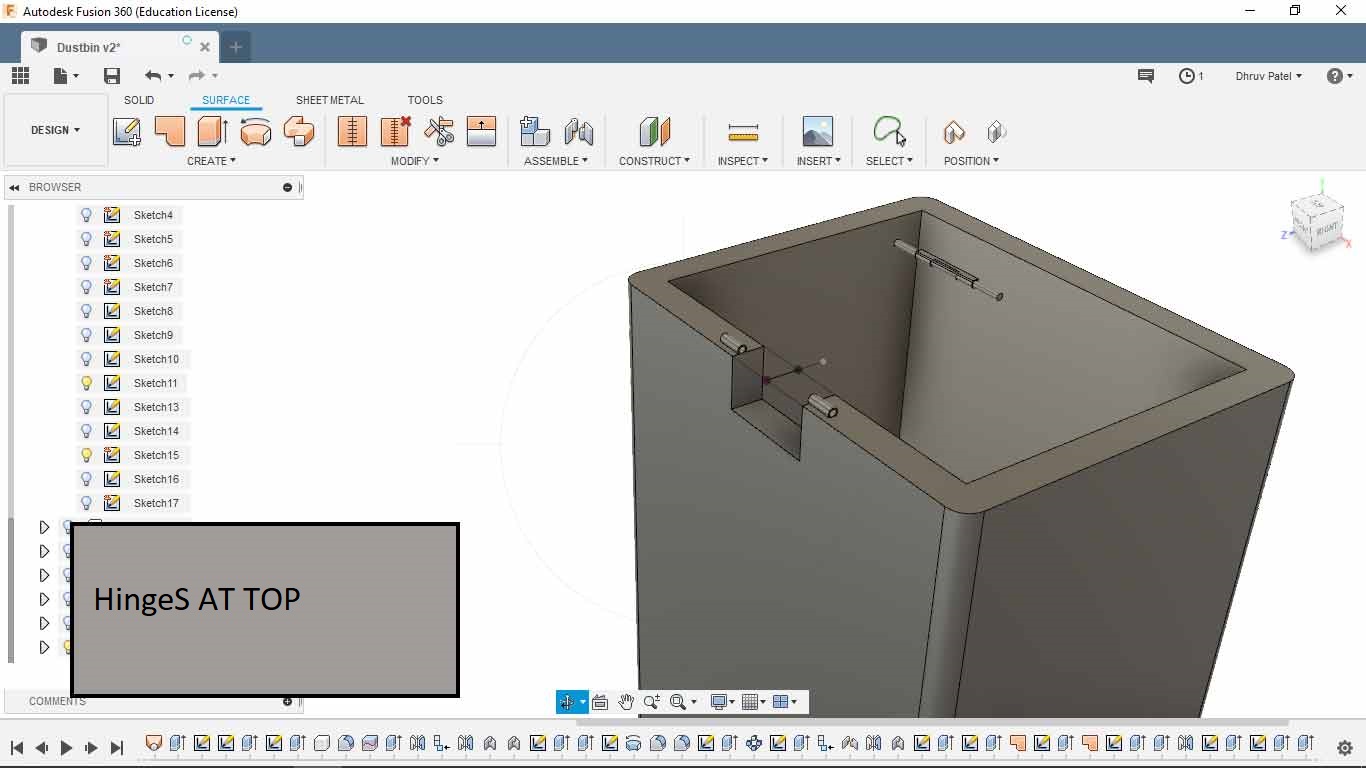 Autodesk Fusion 360 (Education License)
Dustbin v2*
1
Dhruv Patel
SOLID SURFACE SHEET METAL TOOLS
DESIGN
CREATE MODIFY ASSEMBLE CONSTRUCT INSPECT INSERT SELECT POSITION
BROWSER
Sketch4
Sketch5
Sketch6
Sketch7
Sketch8
Sketch9
Sketch10
Sketch11
Sketch13
Sketch14
Sketch15
Sketch16
Sketch17
HingeS AT TOP
COMMENTS
RIGHT
Y
Z
X